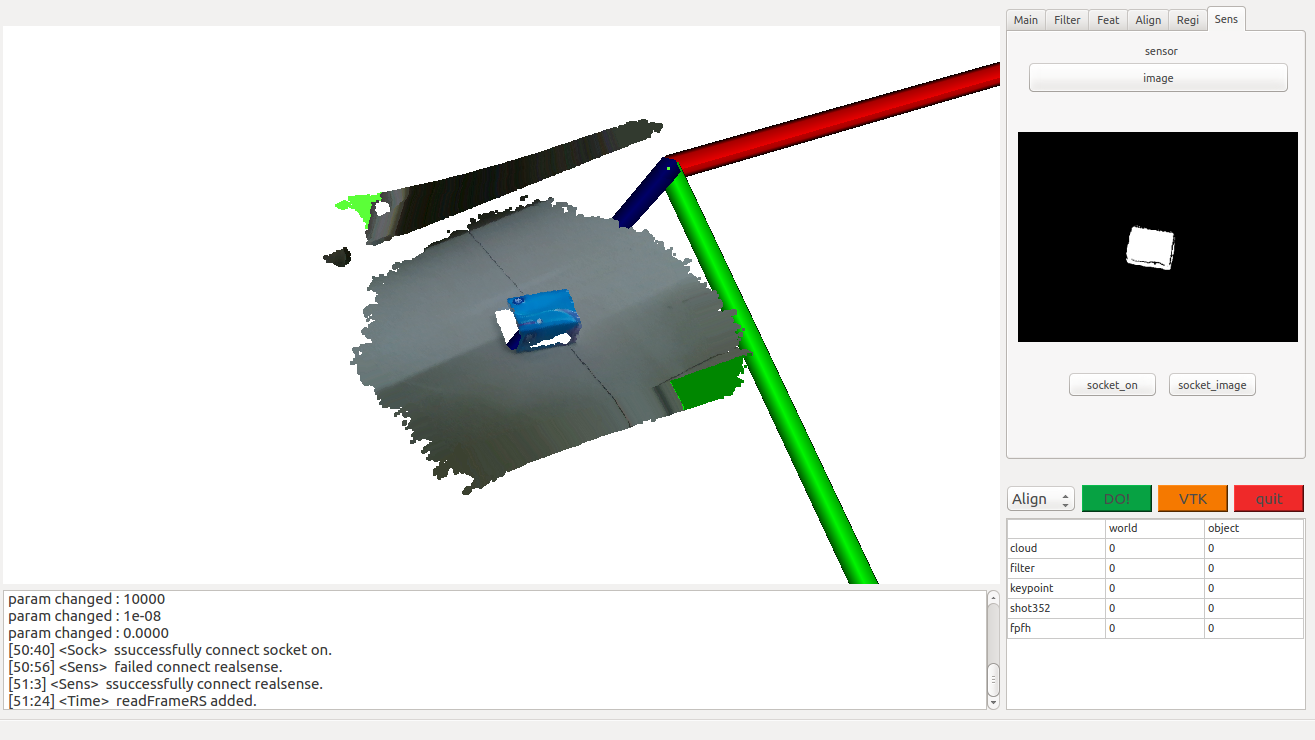 Main Filter Feat Align Regi Sens
sensor
image
socket_on socket_image
Align DO! VTK quit
world object
cloud 0 0
filter 0 0
keypoint 0 0
shot352 0 0
fpfh 0 0
param changed : 10000
param changed : 1e-08
param changed : 0.0000
[50:40] <Sock> ssuccessfully connect socket on.
[50:56] <Sens> failed connect realsense.
[51:3] <Sens> ssuccessfully connect realsense.
[51:24] <Time> readFrameRS added.